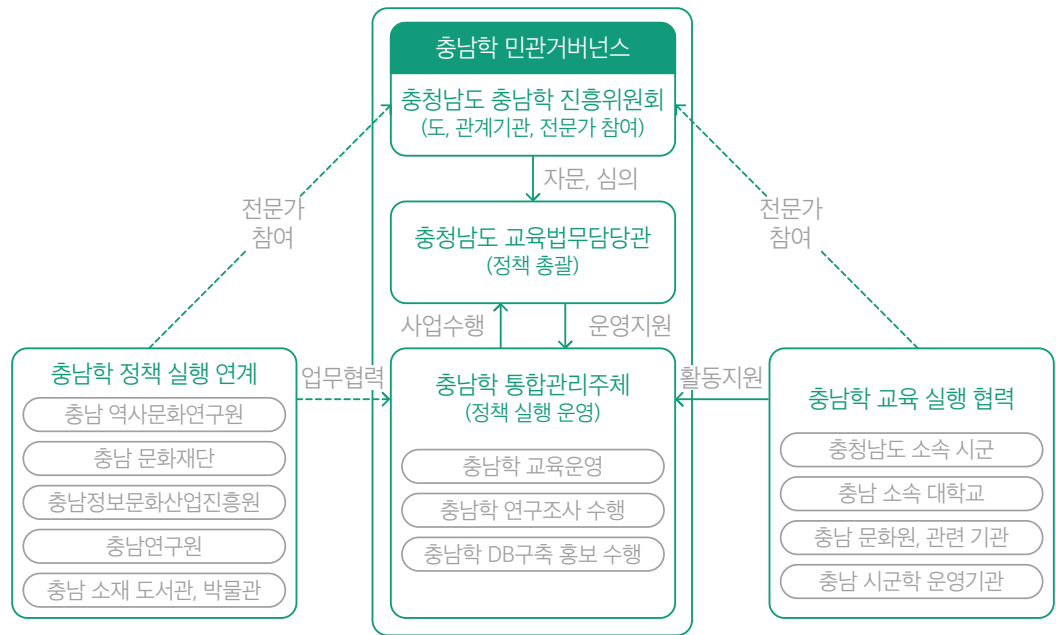 충남학 민관거버넌스
충청남도 충남학 진흥위원회
(도, 관계기관, 전문가 참여)
자문, 심의
전문가
참여
전문가
참여
충청남도 교육법무담당관
(정책 총괄)
사업수행
운영지원
충남학 정책 실행 연계
충남 역사문화연구원
충남 문화재단
충남정보문화산업진흥원
충남연구원
충남 소재 도서관, 박물관
업무협력
충남학 통합관리주체
(정책 실행 운영)
충남학 교육운영
충남학 연구조사 수행
충남학 DB구축 홍보 수행
활동지원
충남학 교육 실행 협력
충청남도 소속 시군
충남 소속 대학교
충남 문화원, 관련 기관
충남 시군학 운영기관